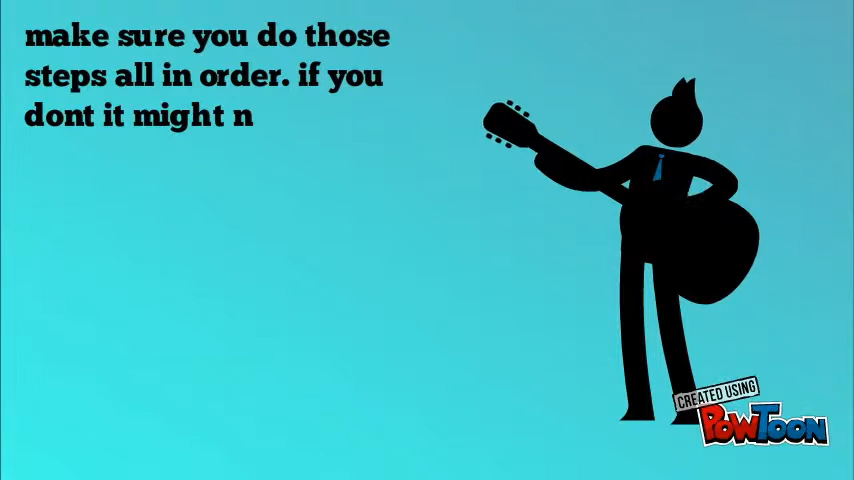 make sure you do those
steps all in order. if you
dont it might n
CREATED USING
POWTOON